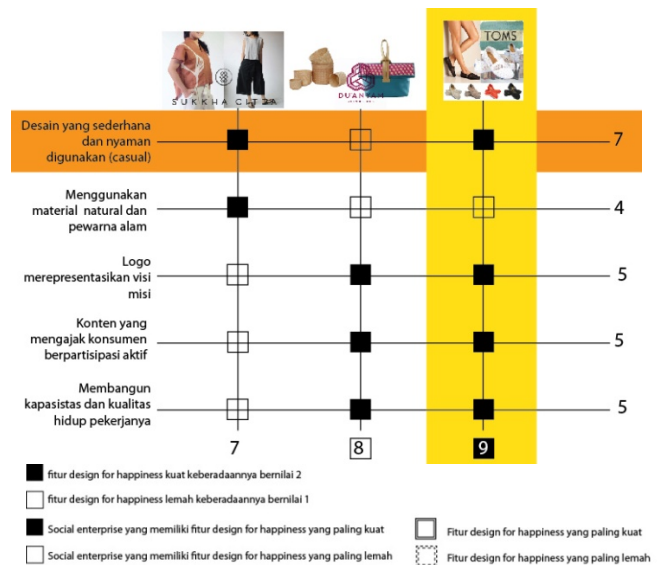 SUKKHA CITTA
DUANYAM
TOMS
Desain yang sederhana
dan nyaman
digunakan (casual)
7
Menggunakan
material natural dan
pewarna alam
4
Logo
merepresentasikan visi
misi
5
Konten yang
mengajak konsumen
berpartisipasi aktif
5
Membangun
kapasistas dan kualitas
hidup pekerjanya
5
7
8
9
fitur design for happiness kuat keberadaannya bernilai 2
fitur design for happiness lemah keberadaannya bernilai 1
Social enterprise yang memiliki fitur design for happiness yang paling kuat
Social enterprise yang memiliki fitur design for happiness yang paling lemah
Fitur design for happiness yang paling kuat
Fitur design for happiness yang paling lemah